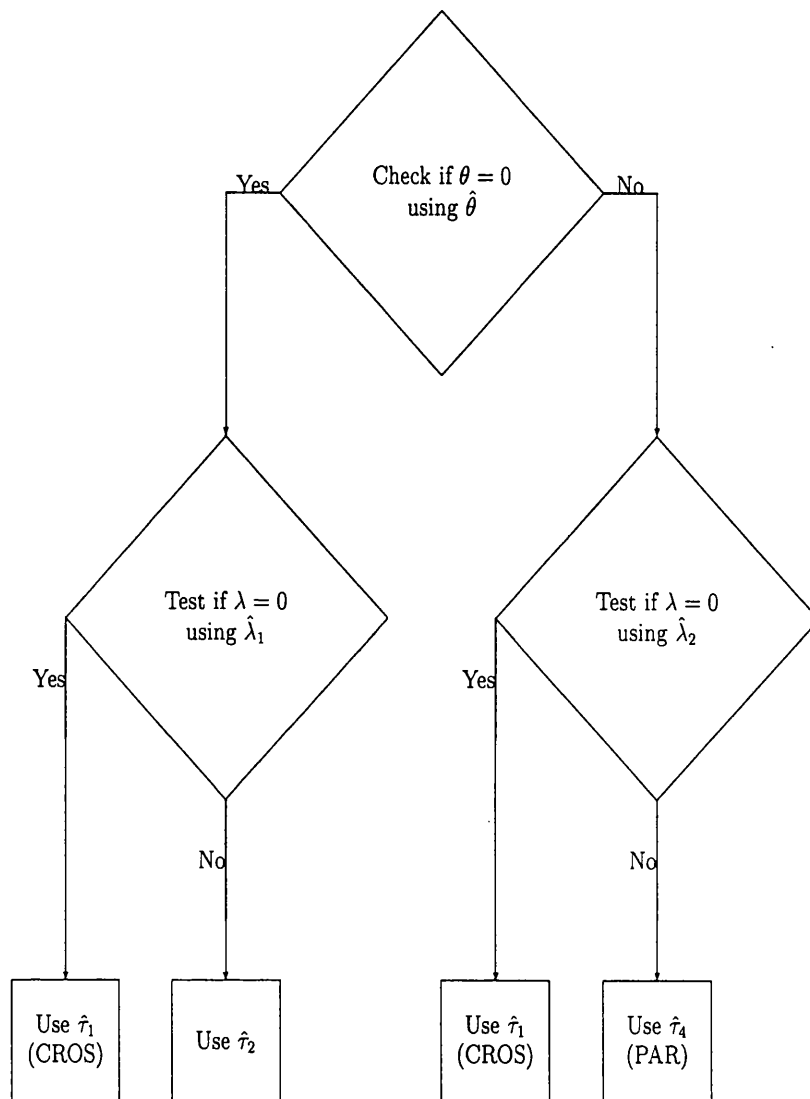 Check if θ = 0
using θ̂
Yes
No
Test if λ = 0
using λ̂₁
Test if λ = 0
using λ̂₂
Yes
Yes
No
No
Use τ̂₁
(CROS)
Use τ̂₂
Use τ̂₁
(CROS)
Use τ̂₄
(PAR)